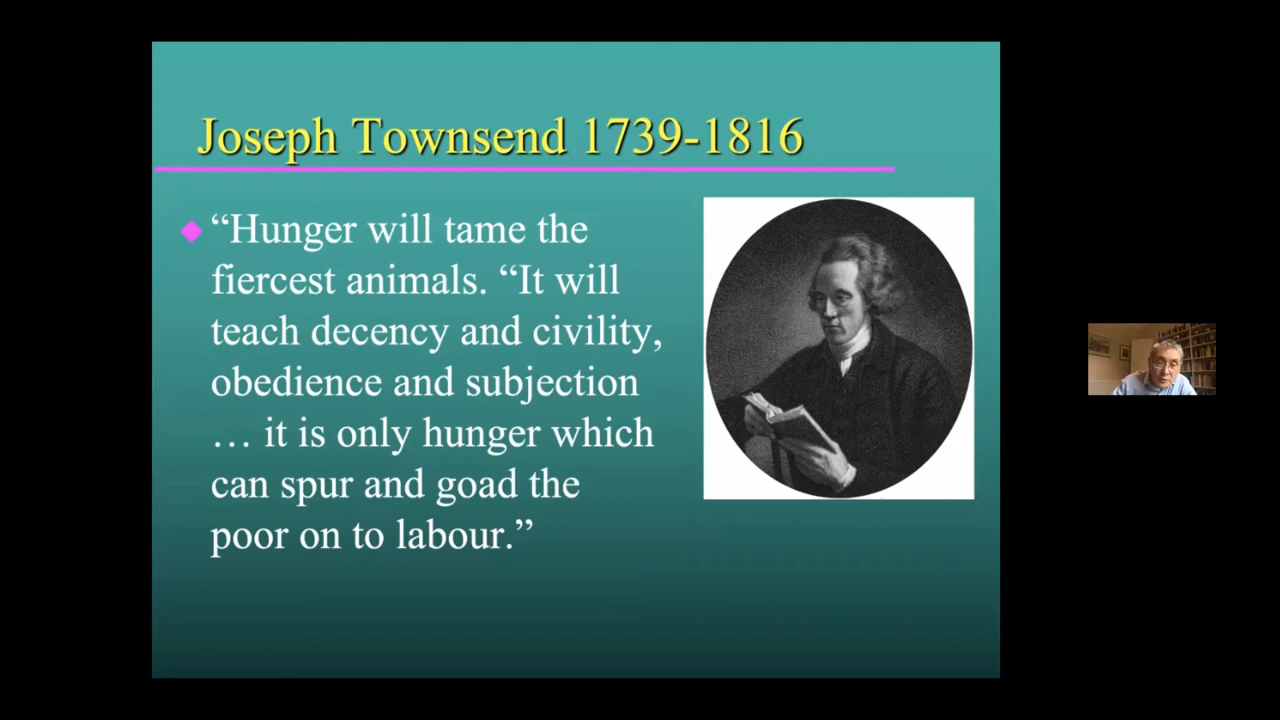 Joseph Townsend 1739-1816
“Hunger will tame the
fiercest animals. “It will
teach decency and civility,
obedience and subjection
… it is only hunger which
can spur and goad the
poor on to labour.”